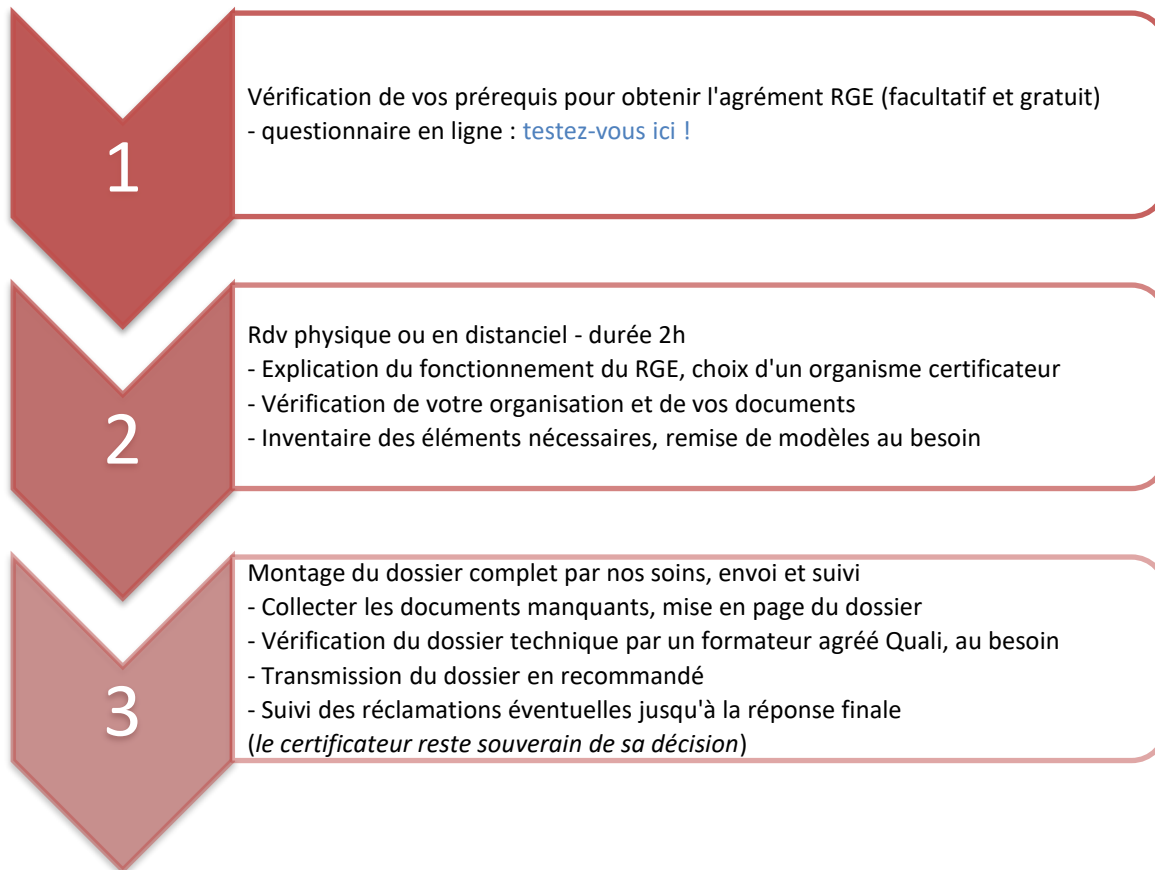 1
Vérification de vos prérequis pour obtenir l'agrément RGE (facultatif et gratuit)
- questionnaire en ligne : testez-vous ici !
2
Rdv physique ou en distanciel - durée 2h
- Explication du fonctionnement du RGE, choix d'un organisme certificateur
- Vérification de votre organisation et de vos documents
- Inventaire des éléments nécessaires, remise de modèles au besoin
3
Montage du dossier complet par nos soins, envoi et suivi
- Collecter les documents manquants, mise en page du dossier
- Vérification du dossier technique par un formateur agréé Quali, au besoin
- Transmission du dossier en recommandé
- Suivi des réclamations éventuelles jusqu'à la réponse finale
(le certificateur reste souverain de sa décision)